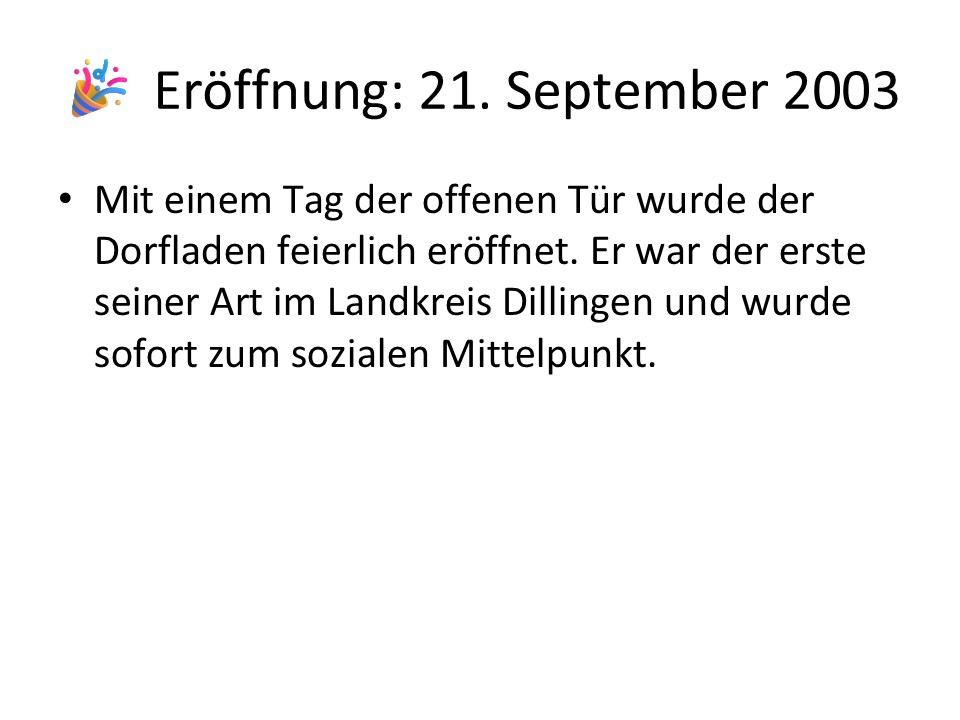 🎉 Eröffnung: 21. September 2003
• Mit einem Tag der offenen Tür wurde der
Dorfladen feierlich eröffnet. Er war der erste
seiner Art im Landkreis Dillingen und wurde
sofort zum sozialen Mittelpunkt.